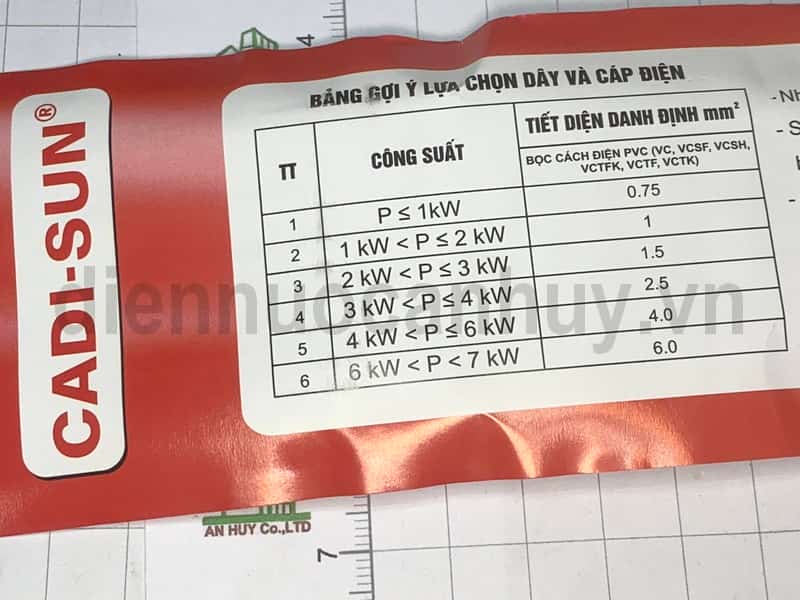 4
BẢNG GỢI Ý LỰA CHỌN DÂY VÀ CÁP ĐIỆN
CADI-SUN®
TT CÔNG SUẤT TIẾT DIỆN DANH ĐỊNH mm²
BỌC CÁCH ĐIỆN PVC (VC, VCSF, VCSH,
VCTFK, VCTF, VCTK)
1 P ≤ 1kW 0.75
2 1 kW < P ≤ 2 kW 1
3 2 kW < P ≤ 3 kW 1.5
4 3 kW < P ≤ 4 kW 2.5
5 4 kW < P ≤ 6 kW 4.0
6 6 kW < P < 7 kW 6.0
diennuocanhuy.vn
AN HUY Co.,LTD
7